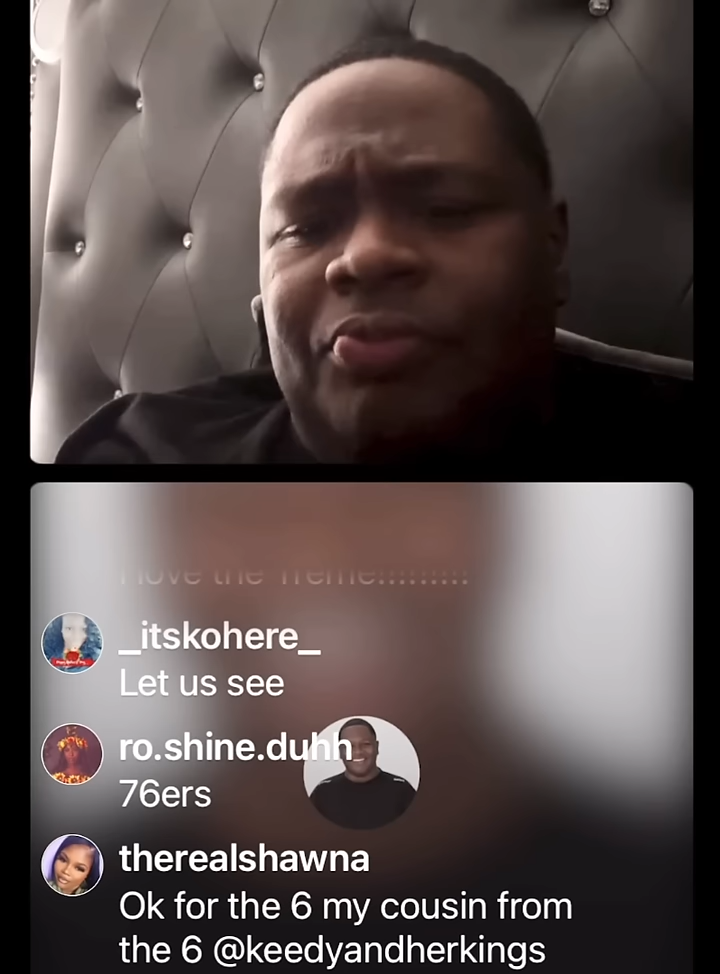 _itskohere_
Let us see
ro.shine.duhh
76ers
therealshawna
Ok for the 6 my cousin from
the 6 @keedyandherkings